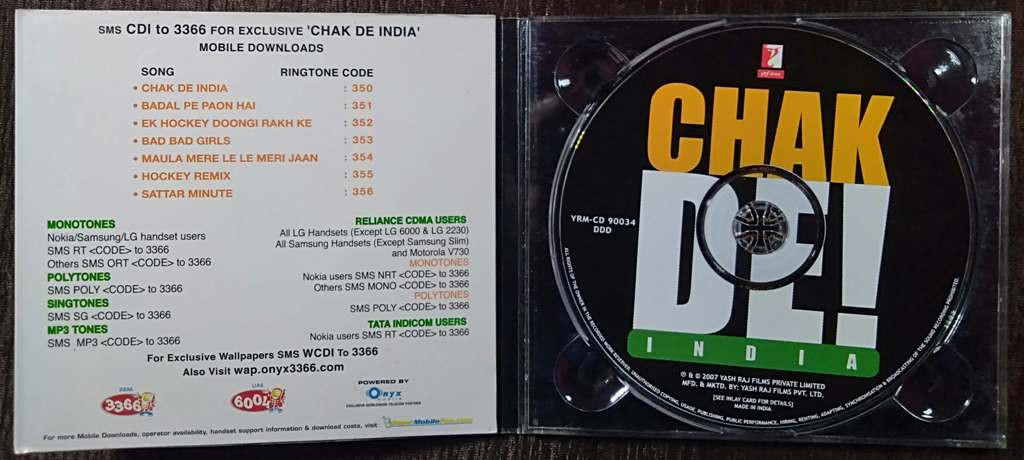 SMS CDI to 3366 FOR EXCLUSIVE 'CHAK DE INDIA'
MOBILE DOWNLOADS
SONG RINGTONE CODE
• CHAK DE INDIA : 350
• BADAL PE PAON HAI : 351
• EK HOCKEY DOONGI RAKH KE : 352
• BAD BAD GIRLS : 353
• MAULA MERE LE LE MERI JAAN : 354
• HOCKEY REMIX : 355
• SATTAR MINUTE : 356
MONOTONES
Nokia/Samsung/LG handset users
SMS RT <CODE> to 3366
Others SMS ORT <CODE> to 3366
POLYTONES
SMS POLY <CODE> to 3366
SINGTONES
SMS SG <CODE> to 3366
MP3 TONES
SMS MP3 <CODE> to 3366
RELIANCE CDMA USERS
All LG Handsets (Except LG 6000 & LG 2230)
All Samsung Handsets (Except Samsung Slim)
and Motorola V730
MONOTONES
Nokia users SMS NRT <CODE> to 3366
Others SMS MONO <CODE> to 3366
POLYTONES
SMS POLY <CODE> to 3366
TATA INDICOM USERS
Nokia users SMS RT <CODE> to 3366
For Exclusive Wallpapers SMS WCDI To 3366
Also Visit wap.onyx3366.com
3366
UAE
6001
POWERED BY
Onyx
EXCLUSIVE WORLDWIDE TELECOM PARTNER
For more Mobile Downloads, operator availability, handset support information & download costs, visit
yrf
CHAK
DE!
INDIA
YRM-CD 90034
DDD
℗ & © 2007 YASH RAJ FILMS PRIVATE LIMITED
MFD. & MKTD. BY: YASH RAJ FILMS PVT. LTD.
[SEE INLAY CARD FOR DETAILS]
MADE IN INDIA
ALL RIGHTS OF THE OWNER IN THE RECORDED WORK RESERVED. UNAUTHORISED COPYING, USAGE, PUBLISHING, PUBLIC PERFORMANCE, HIRING, RENTING, ADAPTING, SYNCHRONISATION & BROADCASTING OF THE SOUND RECORDING PROHIBITED